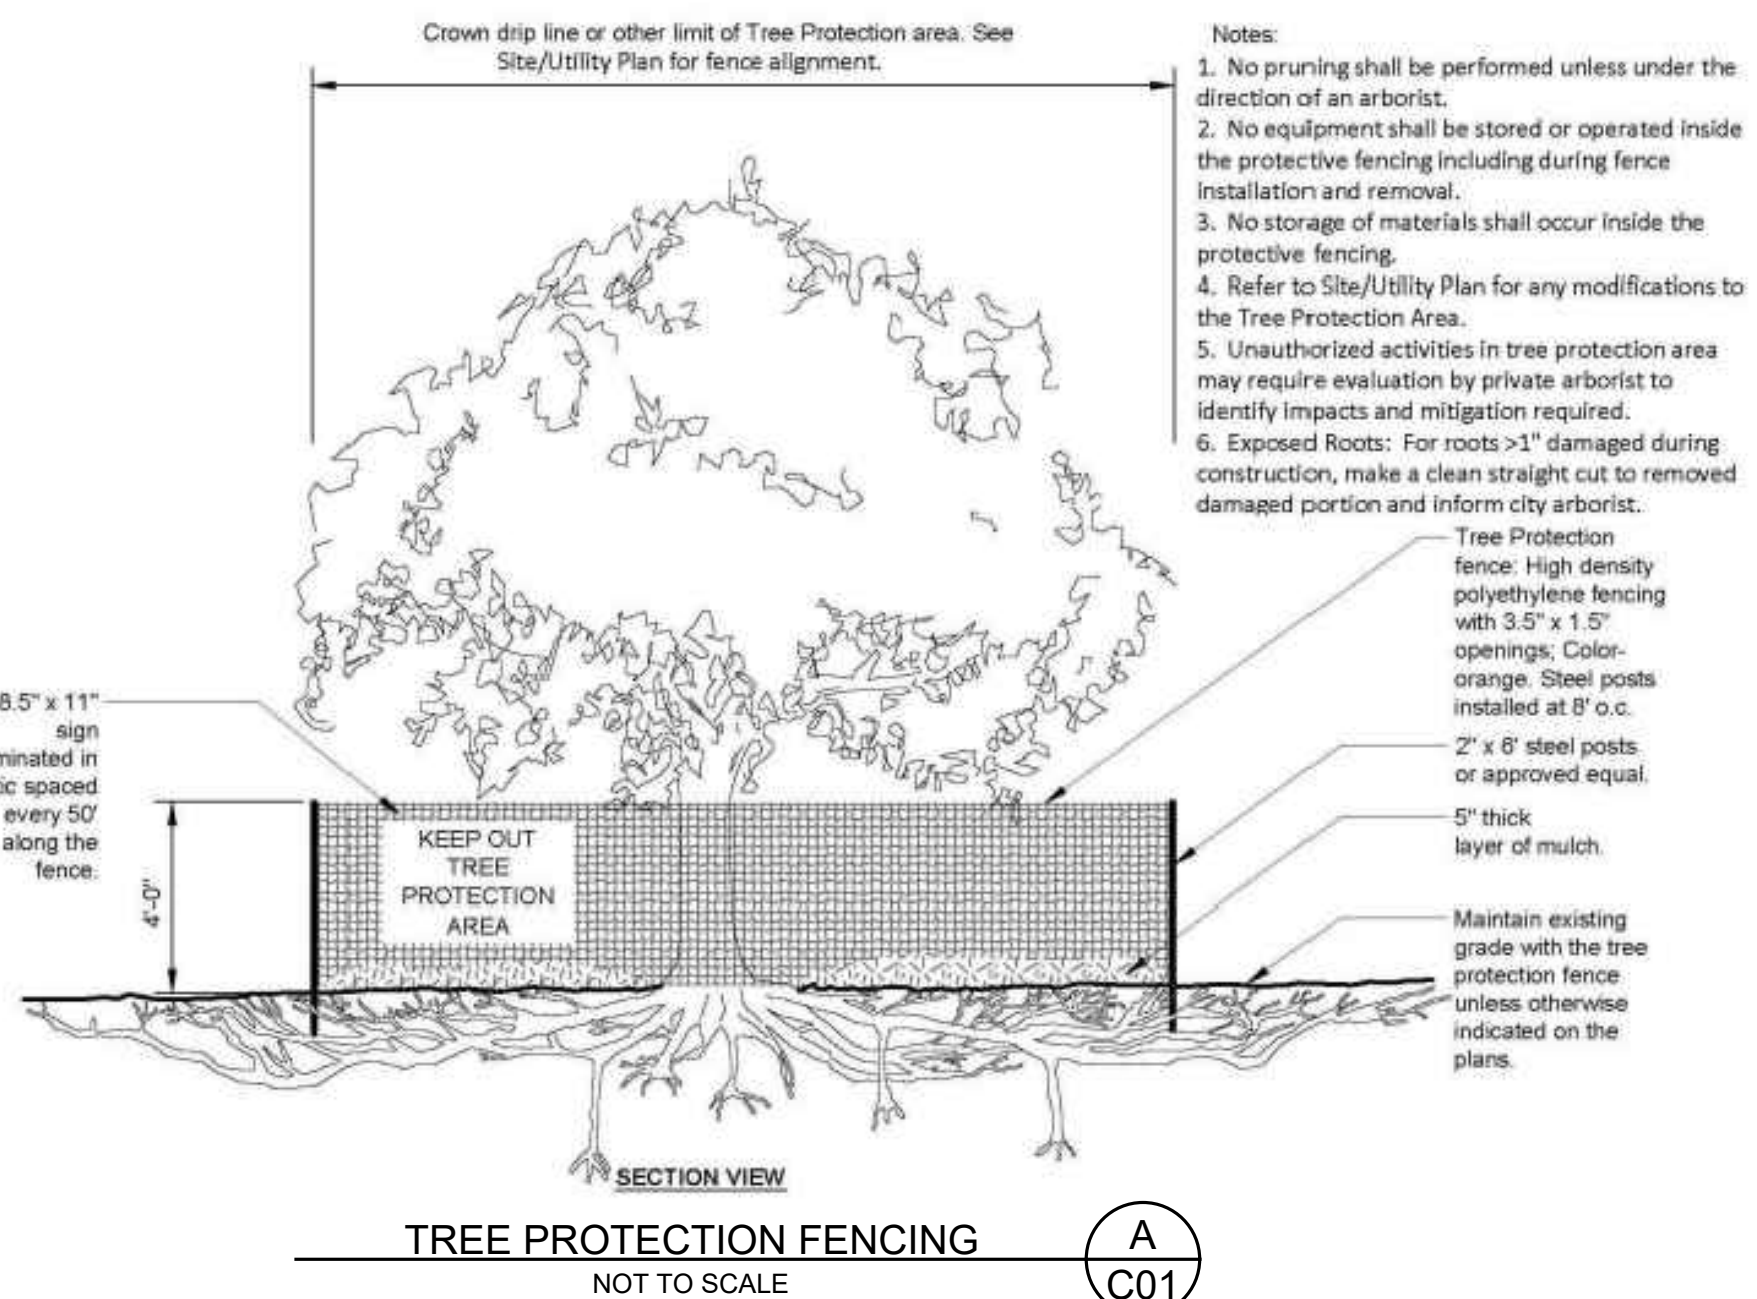 Crown drip line or other limit of Tree Protection area. See
Site/Utility Plan for fence alignment.
Notes:
1. No pruning shall be performed unless under the
direction of an arborist.
2. No equipment shall be stored or operated inside
the protective fencing including during fence
installation and removal.
3. No storage of materials shall occur inside the
protective fencing.
4. Refer to Site/Utility Plan for any modifications to
the Tree Protection Area.
5. Unauthorized activities in tree protection area
may require evaluation by private arborist to
identify impacts and mitigation required.
6. Exposed Roots: For roots >1" damaged during
construction, make a clean straight cut to removed
damaged portion and inform city arborist.
Tree Protection
fence: High density
polyethylene fencing
with 3.5" x 1.5"
openings; Color-
orange. Steel posts
installed at 8' o.c.
2" x 6' steel posts
or approved equal.
5" thick
layer of mulch.
Maintain existing
grade with the tree
protection fence
unless otherwise
indicated on the
plans.
8.5" x 11"
sign
minated in
ic spaced
every 50'
along the
fence.
4'-0"
KEEP OUT
TREE
PROTECTION
AREA
SECTION VIEW
TREE PROTECTION FENCING
NOT TO SCALE
A
C01